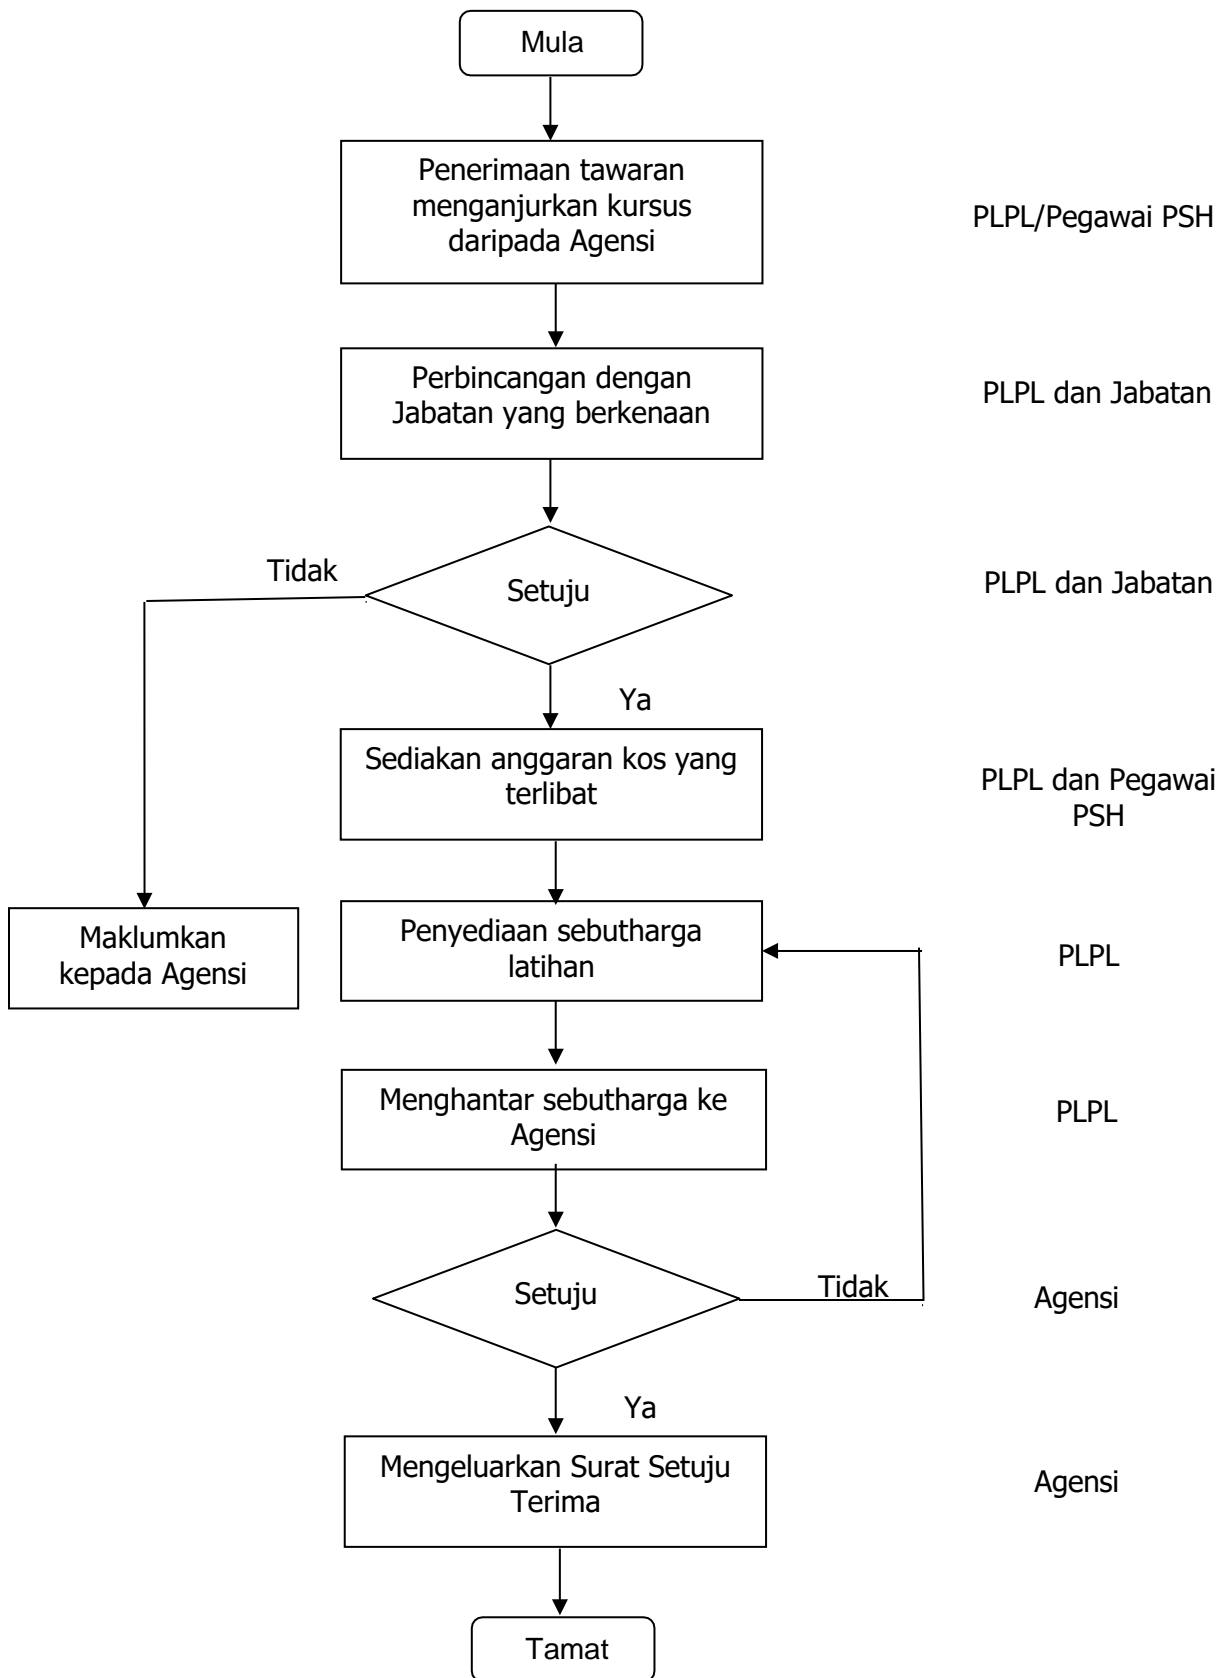 Mula
Penerimaan tawaran
menganjurkan kursus
daripada Agensi
PLPL/Pegawai PSH
Perbincangan dengan
Jabatan yang berkenaan
PLPL dan Jabatan
Tidak
Setuju
PLPL dan Jabatan
Ya
Sediakan anggaran kos yang
terlibat
PLPL dan Pegawai
PSH
Maklumkan
kepada Agensi
Penyediaan sebutharga
latihan
PLPL
Menghantar sebutharga ke
Agensi
PLPL
Setuju
Tidak
Agensi
Ya
Mengeluarkan Surat Setuju
Terima
Agensi
Tamat